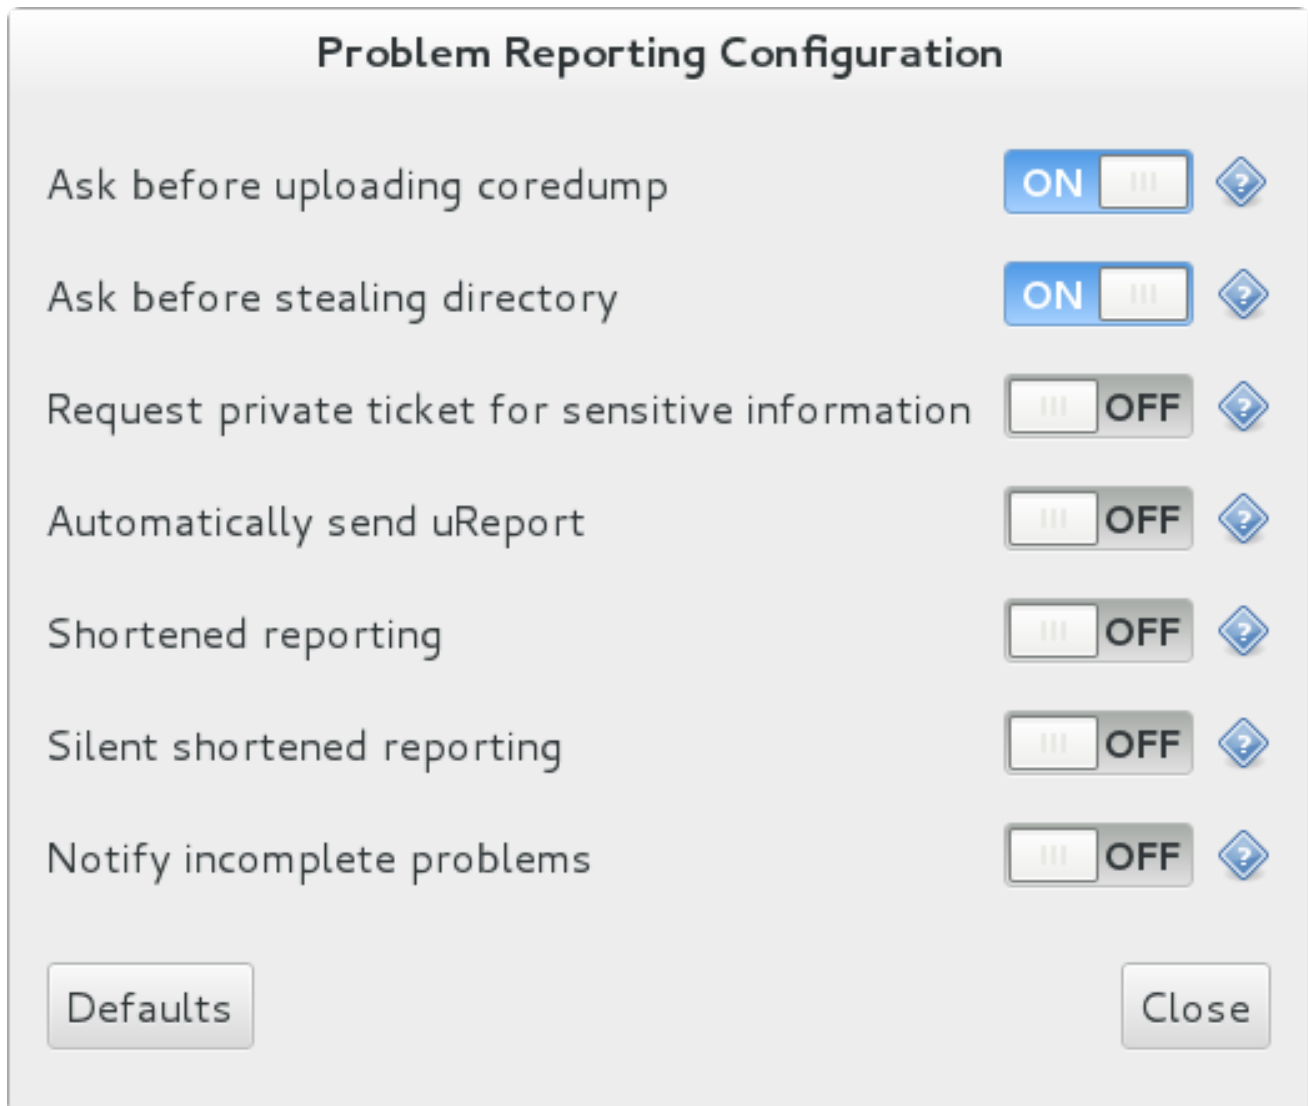 Problem Reporting Configuration
Ask before uploading coredump ON ?
Ask before stealing directory ON ?
Request private ticket for sensitive information OFF ?
Automatically send uReport OFF ?
Shortened reporting OFF ?
Silent shortened reporting OFF ?
Notify incomplete problems OFF ?
Defaults Close